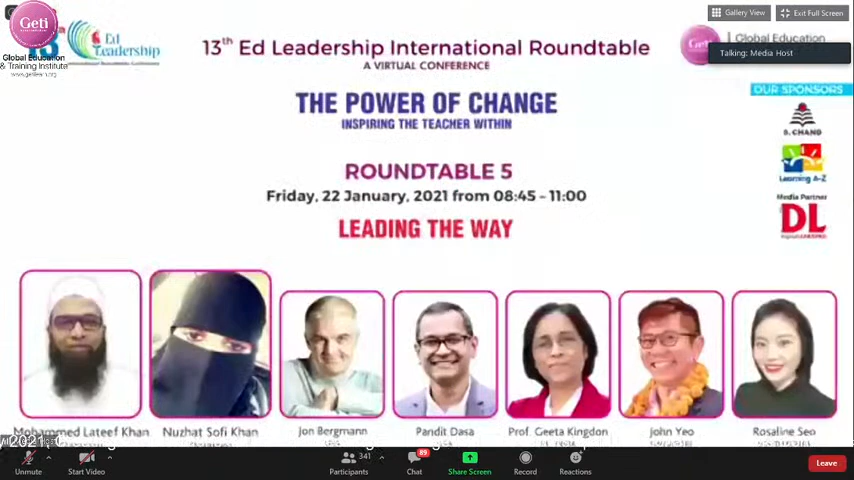 Gallery View
Exit Full Screen
Geti
Global Education
& Training Institute
Ed
Leadership
13th Ed Leadership International Roundtable
A VIRTUAL CONFERENCE
Global Education
Talking: Media Host
THE POWER OF CHANGE
INSPIRING THE TEACHER WITHIN
OUR SPONSORS
S. CHAND
Learning A-Z
Media Partner
DL
ROUNDTABLE 5
Friday, 22 January, 2021 from 08:45 - 11:00
LEADING THE WAY
Mohammed Lateef Khan
Nuzhat Sofi Khan
Jon Bergmann
Pandit Dasa
Prof. Geeta Kingdon
John Yeo
Rosaline Seo
Unmute
Start Video
Participants
341
Chat
89
Share Screen
Record
Reactions
Leave